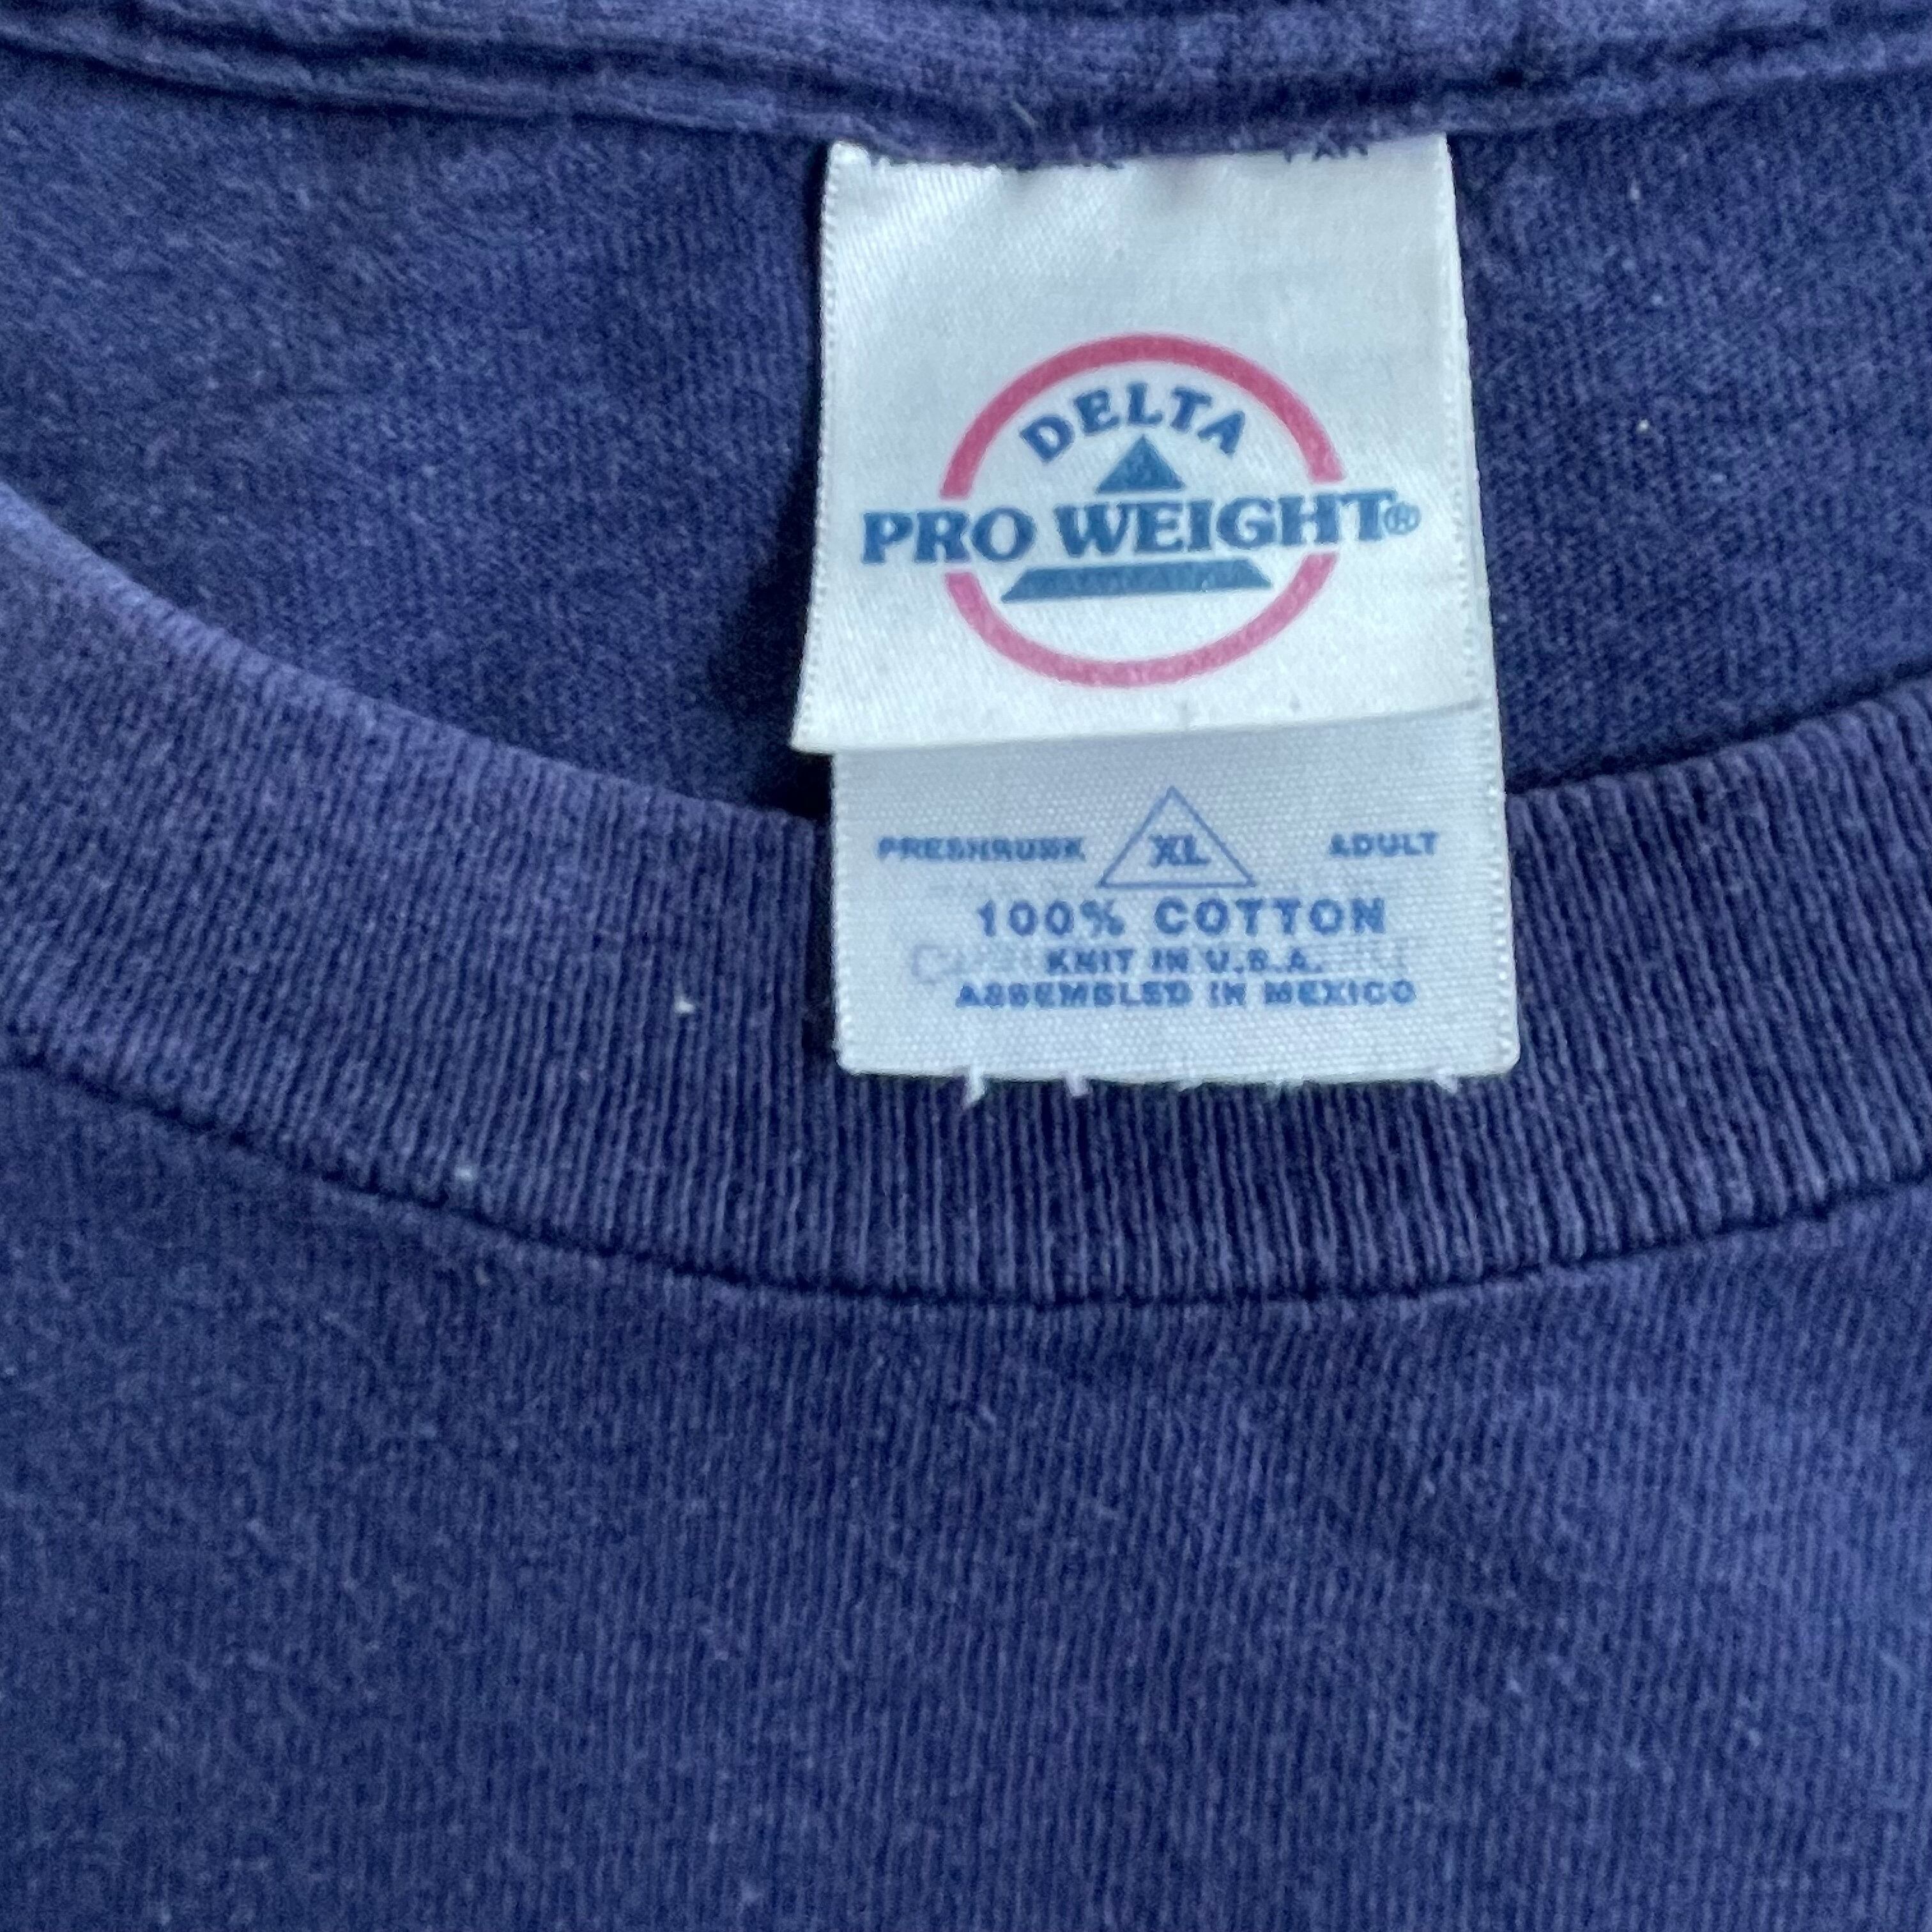 DELTA
PRO WEIGHT®
PRESHRUNK XL ADULT
100% COTTON
KNIT IN U.S.A.
ASSEMBLED IN MEXICO